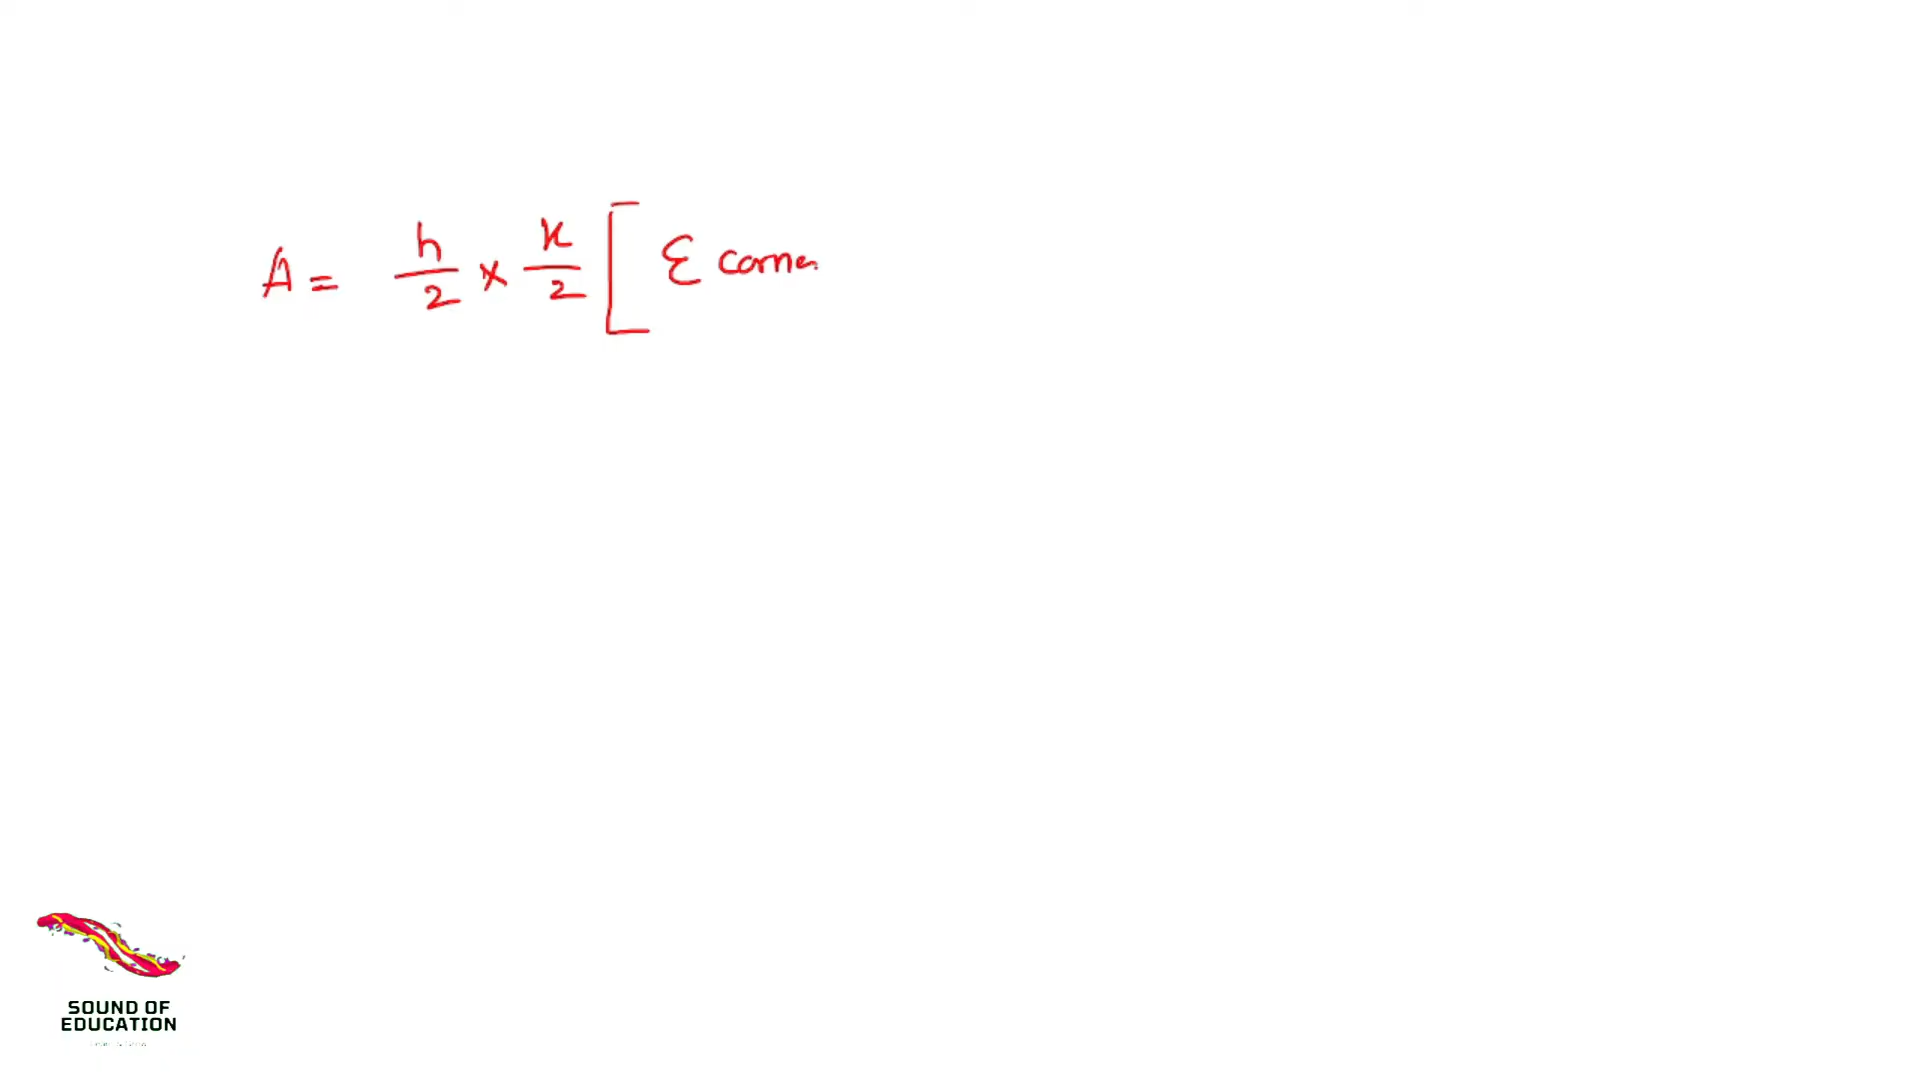 A = h/2 × k/2 [ Σ corne
SOUND OF
EDUCATION